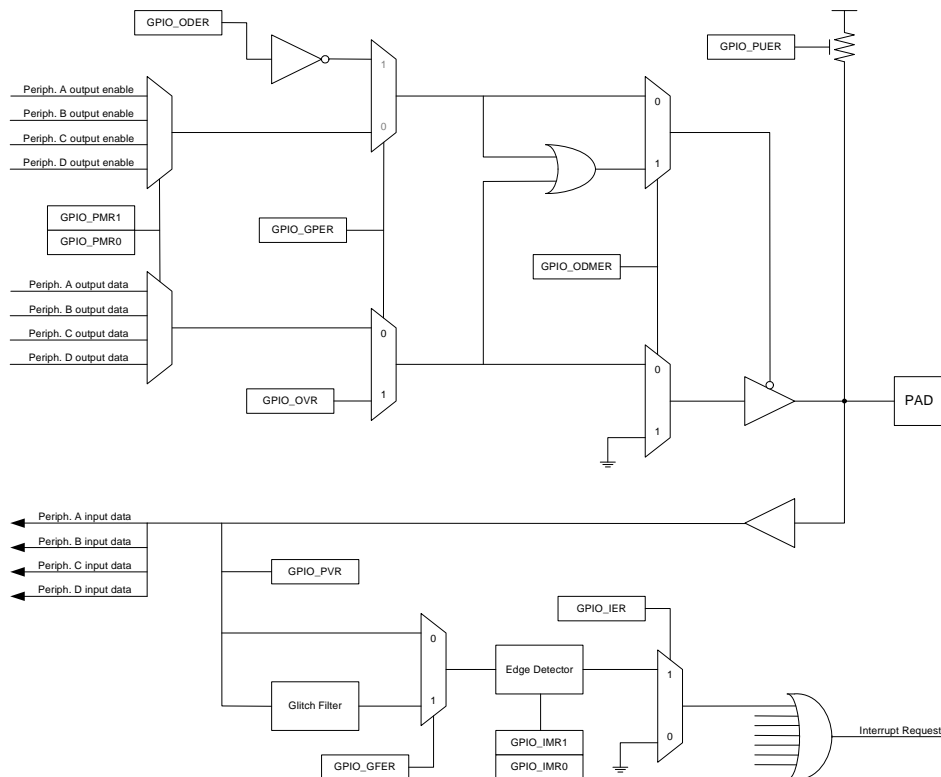 GPIO_ODER
GPIO_PUER
1
Periph. A output enable
Periph. B output enable
Periph. C output enable
Periph. D output enable
0
0
1
GPIO_PMR1
GPIO_PMR0
GPIO_GPER
GPIO_ODMER
Periph. A output data
Periph. B output data
Periph. C output data
Periph. D output data
0
1
GPIO_OVR
0
1
PAD
Periph. A input data
Periph. B input data
Periph. C input data
Periph. D input data
GPIO_PVR
GPIO_IER
0
1
Glitch Filter
Edge Detector
1
0
GPIO_IMR1
GPIO_IMR0
GPIO_GFER
Interrupt Request